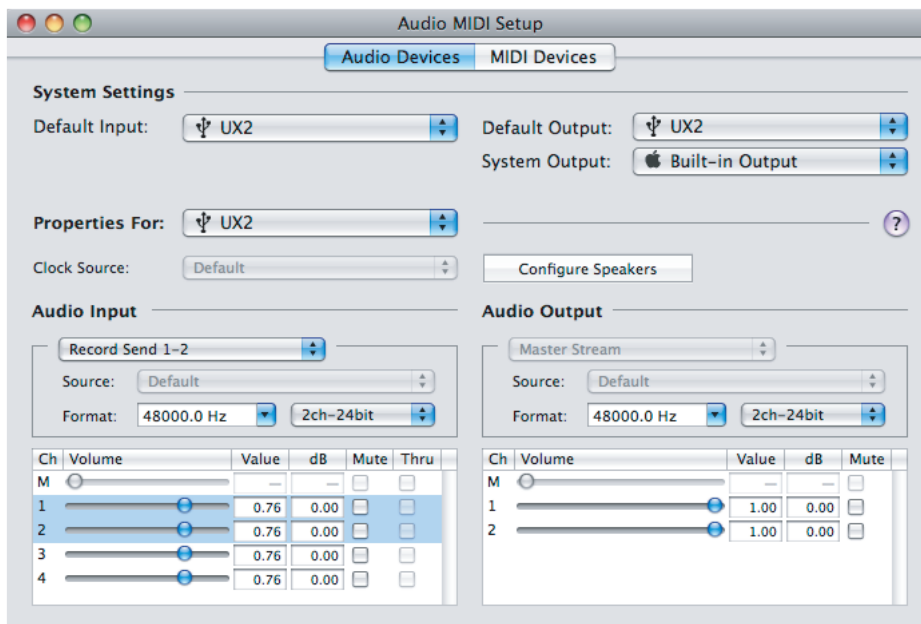 Audio MIDI Setup
Audio Devices MIDI Devices
System Settings
Default Input: UX2
Default Output: UX2
System Output: Built-in Output
Properties For: UX2
?
Clock Source: Default
Configure Speakers
Audio Input
Record Send 1-2
Source: Default
Format: 48000.0 Hz 2ch-24bit
Ch Volume Value dB Mute Thru
M — —
1 0.76 0.00
2 0.76 0.00
3 0.76 0.00
4 0.76 0.00
Audio Output
Master Stream
Source: Default
Format: 48000.0 Hz 2ch-24bit
Ch Volume Value dB Mute
M — —
1 1.00 0.00
2 1.00 0.00